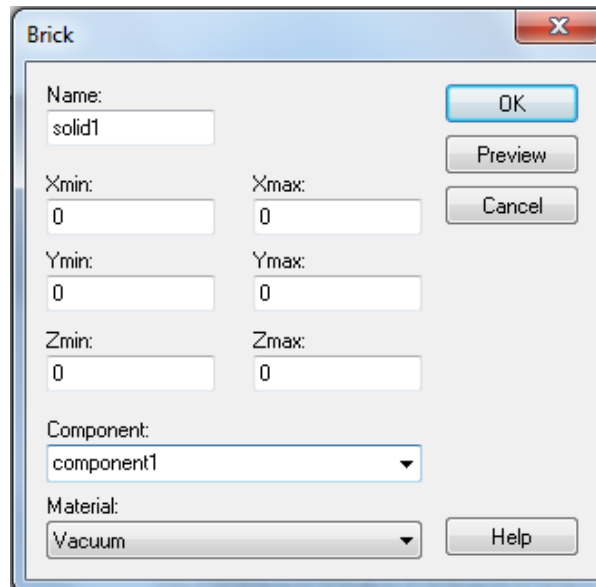 Brick
Name:
solid1
OK
Preview
Cancel
Xmin: Xmax:
0 0
Ymin: Ymax:
0 0
Zmin: Zmax:
0 0
Component:
component1
Material:
Vacuum
Help